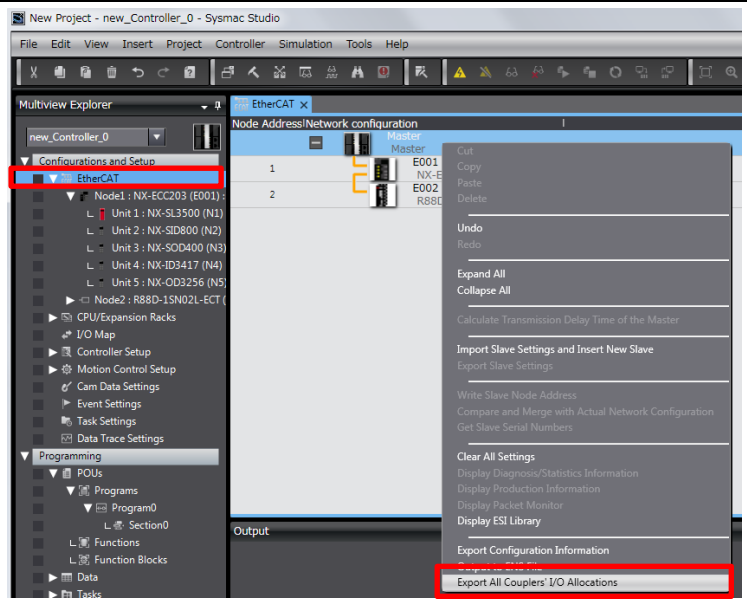 New Project - new_Controller_0 - Sysmac Studio
File Edit View Insert Project Controller Simulation Tools Help
Multiview Explorer
new_Controller_0
Configurations and Setup
EtherCAT
Node1 : NX-ECC203 (E001) :
Unit 1 : NX-SL3500 (N1)
Unit 2 : NX-SID800 (N2)
Unit 3 : NX-SOD400 (N3)
Unit 4 : NX-ID3417 (N4)
Unit 5 : NX-OD3256 (N5)
Node2 : R88D-1SN02L-ECT (
CPU/Expansion Racks
I/O Map
Controller Setup
Motion Control Setup
Cam Data Settings
Event Settings
Task Settings
Data Trace Settings
Programming
POUs
Programs
Program0
Section0
Functions
Function Blocks
Data
Tasks
EtherCAT
Node Address|Network configuration
Master
Master
1
E001
NX-E
2
E002
R88D
Output
Cut
Copy
Paste
Delete
Undo
Redo
Expand All
Collapse All
Calculate Transmission Delay Time of the Master
Import Slave Settings and Insert New Slave
Export Slave Settings
Write Slave Node Address
Compare and Merge with Actual Network Configuration
Get Slave Serial Numbers
Clear All Settings
Display Diagnosis/Statistics Information
Display Production Information
Display Packet Monitor
Display ESI Library
Export Configuration Information
Output to ENI File
Export All Couplers' I/O Allocations